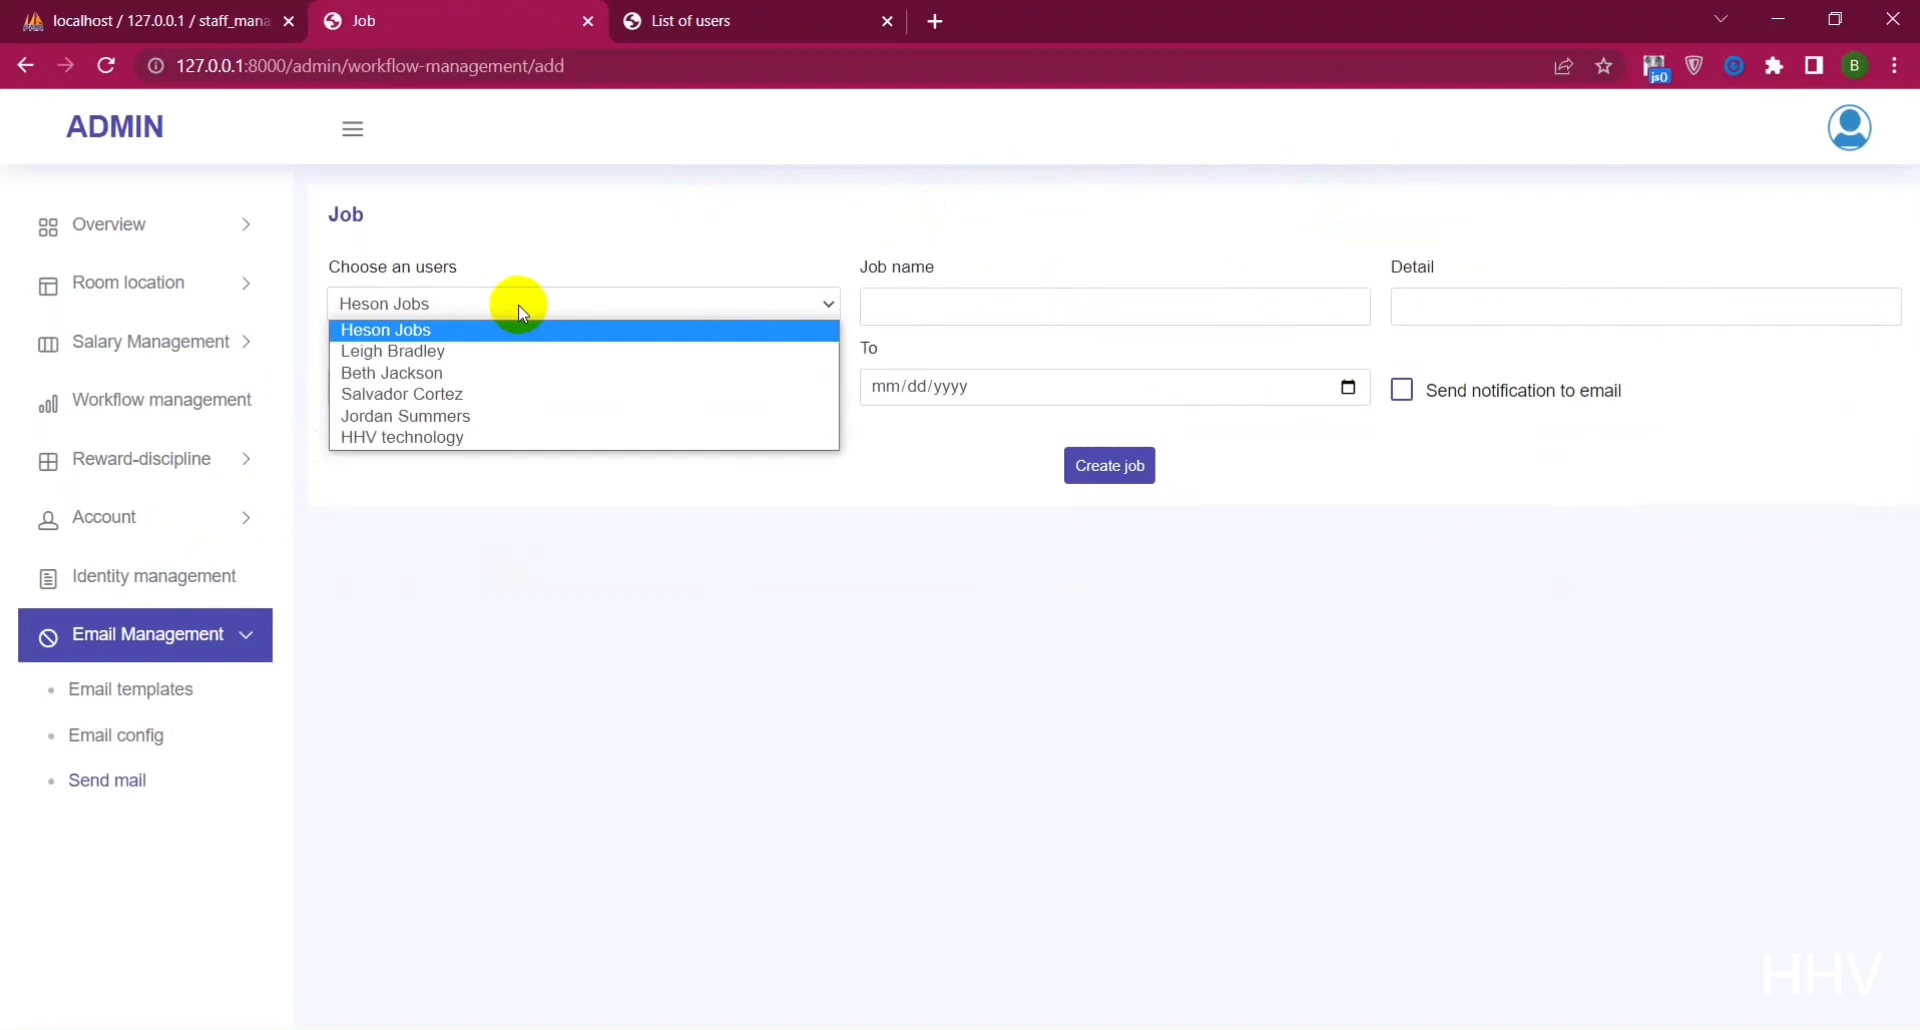 localhost / 127.0.0.1 / staff_mana
Job
List of users
127.0.0.1:8000/admin/workflow-management/add
js()
B
ADMIN
Overview
Room location
Salary Management
Workflow management
Reward-discipline
Account
Identity management
Email Management
Email templates
Email config
Send mail
Job
Choose an users
Job name
Detail
Heson Jobs
Heson Jobs
Leigh Bradley
Beth Jackson
Salvador Cortez
Jordan Summers
HHV technology
To
mm/dd/yyyy
Send notification to email
Create job
HHV